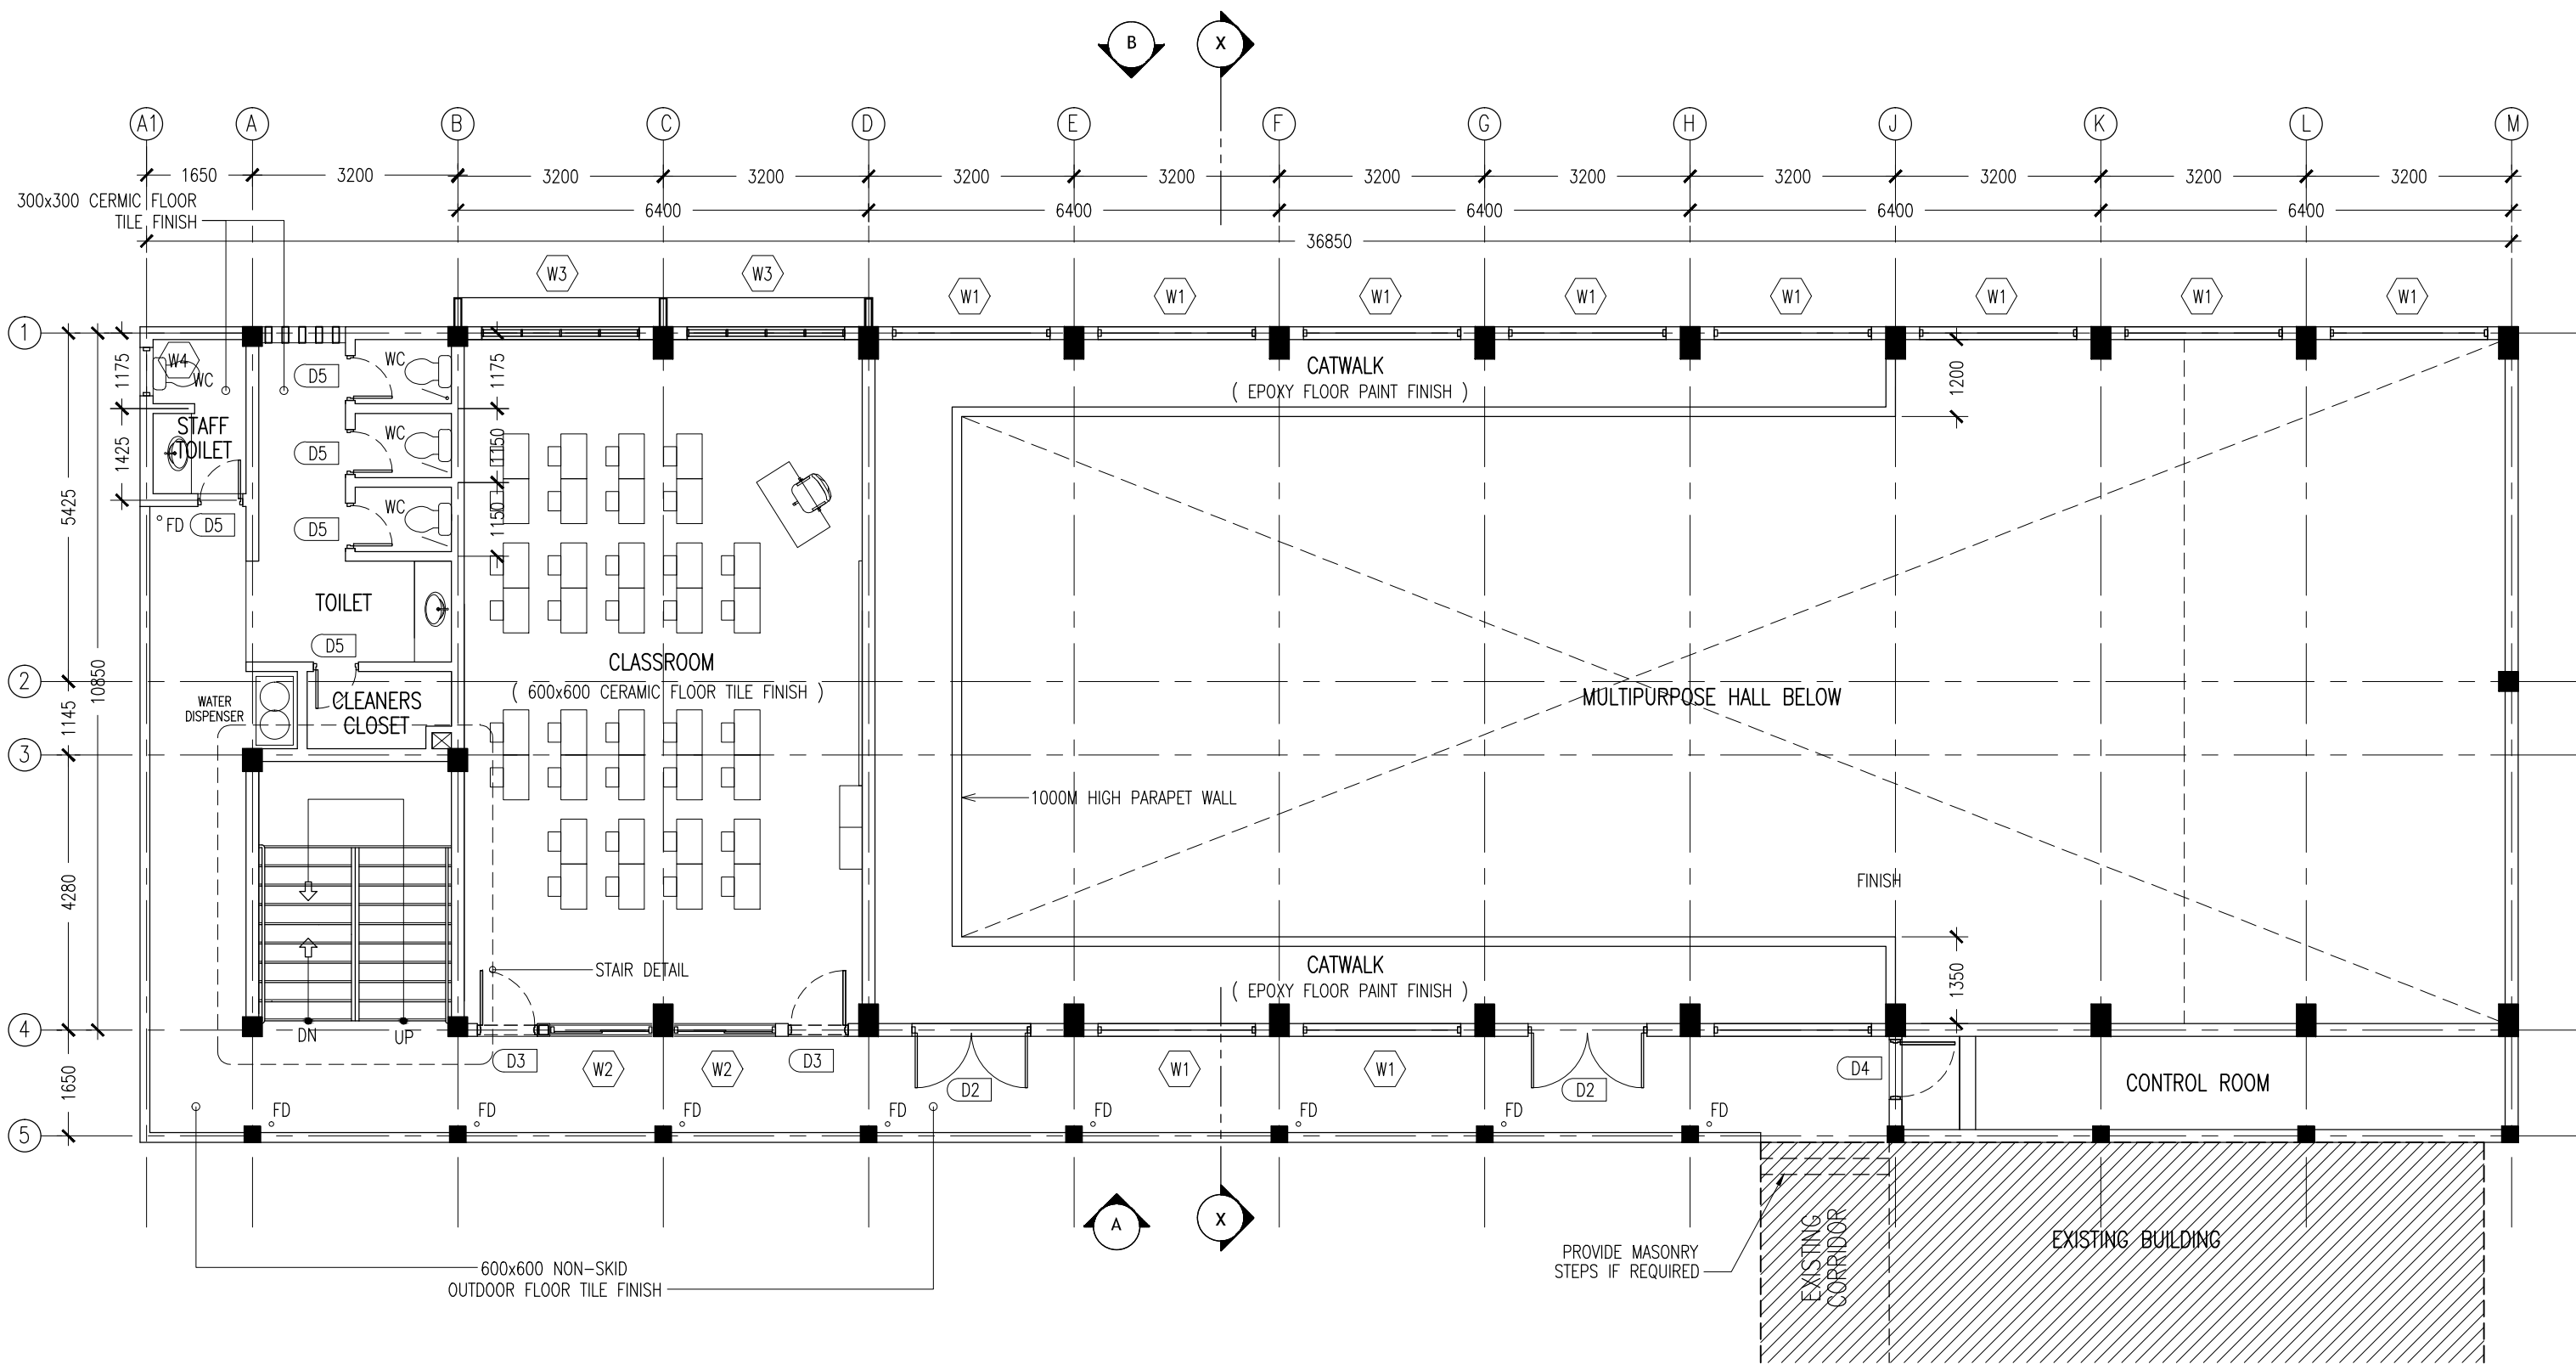 B X
A1 A B C D E F G H J K L M
1650 3200 3200 3200 3200 3200 3200 3200 3200 3200 3200 3200
300x300 CERMIC FLOOR
TILE FINISH
6400 6400 6400 6400 6400
36850
W3 W3 W1 W1 W1 W1 W1 W1 W1 W1
1
W4
WC
WC
D5
1175
1175
CATWALK
( EPOXY FLOOR PAINT FINISH )
1200
STAFF
TOILET
WC
D5
1150
1425
WC
D5
1150
FD D5
5425
10850
TOILET
D5
CLASSROOM
( 600x600 CERAMIC FLOOR TILE FINISH )
2
WATER
DISPENSER
CLEANERS
CLOSET
MULTIPURPOSE HALL BELOW
1145
3
1000M HIGH PARAPET WALL
4280
FINISH
STAIR DETAIL
CATWALK
( EPOXY FLOOR PAINT FINISH )
1350
4
DN UP
D3 W2 W2 D3 D2 W1 W1 D2 D4
CONTROL ROOM
1650
FD FD FD FD FD FD FD FD
5
A X
600x600 NON-SKID
OUTDOOR FLOOR TILE FINISH
PROVIDE MASONRY
STEPS IF REQUIRED
EXISTING
CORRIDOR
EXISTING BUILDING